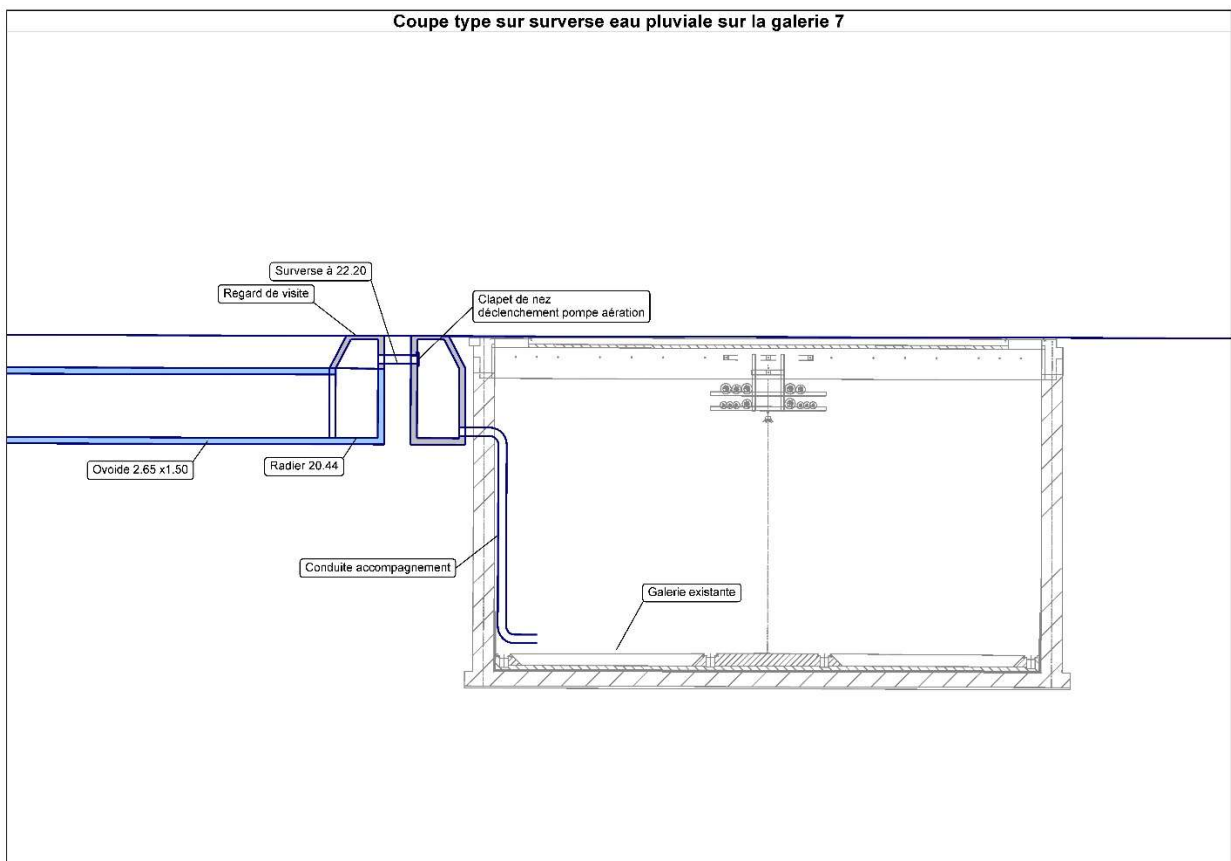 Coupe type sur surverse eau pluviale sur la galerie 7
Surverse à 22.20
Regard de visite
Clapet de nez
déclenchement pompe aération
Ovoide 2.65 x1.50
Radier 20.44
Conduite accompagnement
Galerie existante